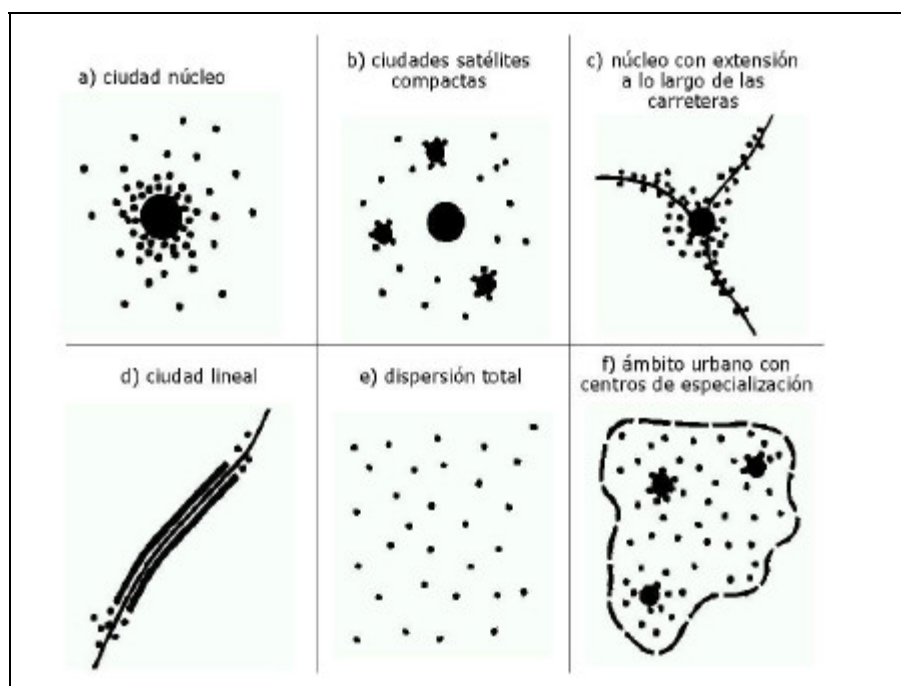 a) ciudad núcleo
b) ciudades satélites
compactas
c) núcleo con extensión
a lo largo de las
carreteras
d) ciudad lineal
e) dispersión total
f) ámbito urbano con
centros de especialización